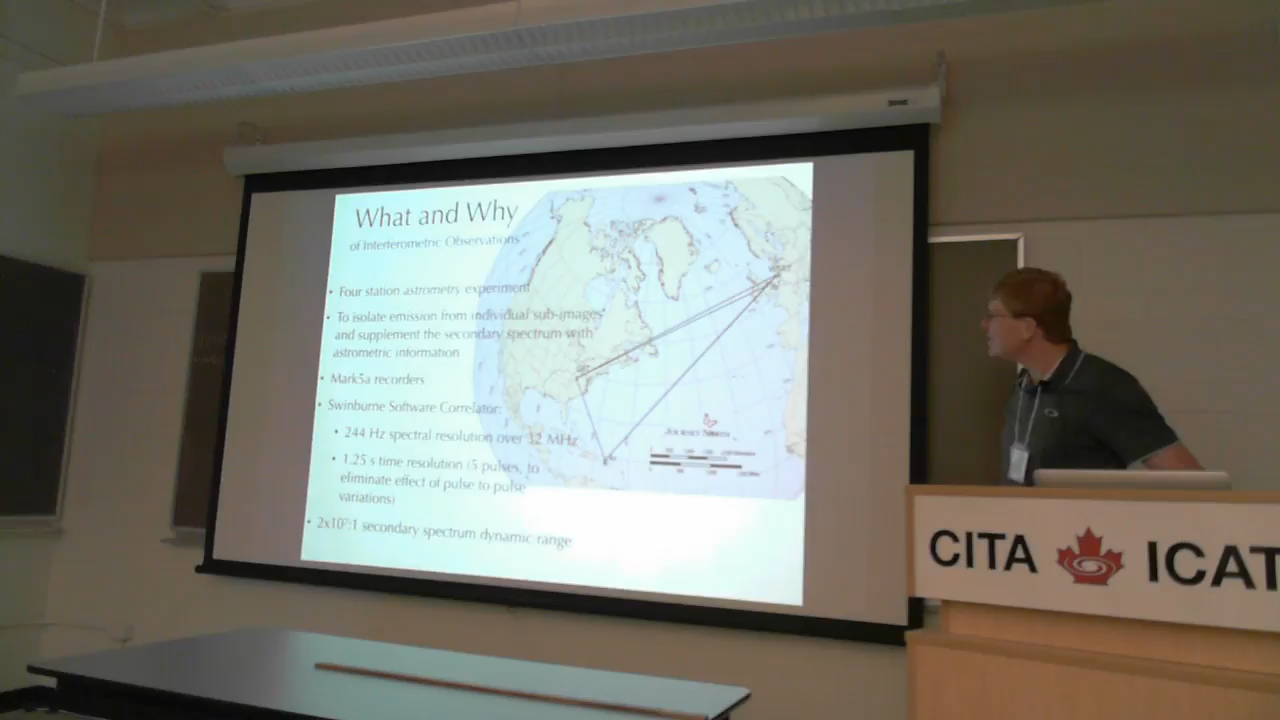 What and Why
of Interferometric Observations
• Four station astrometry experiment
• To isolate emission from individual sub-images
and supplement the secondary spectrum with
astrometric information
• Mark5a recorders
• Swinburne Software Correlator:
• 244 Hz spectral resolution over 32 MHz
• 1.25 s time resolution (5 pulses, to
eliminate effect of pulse to pulse
variations)
• 2x10⁷:1 secondary spectrum dynamic range
CITA ICAT